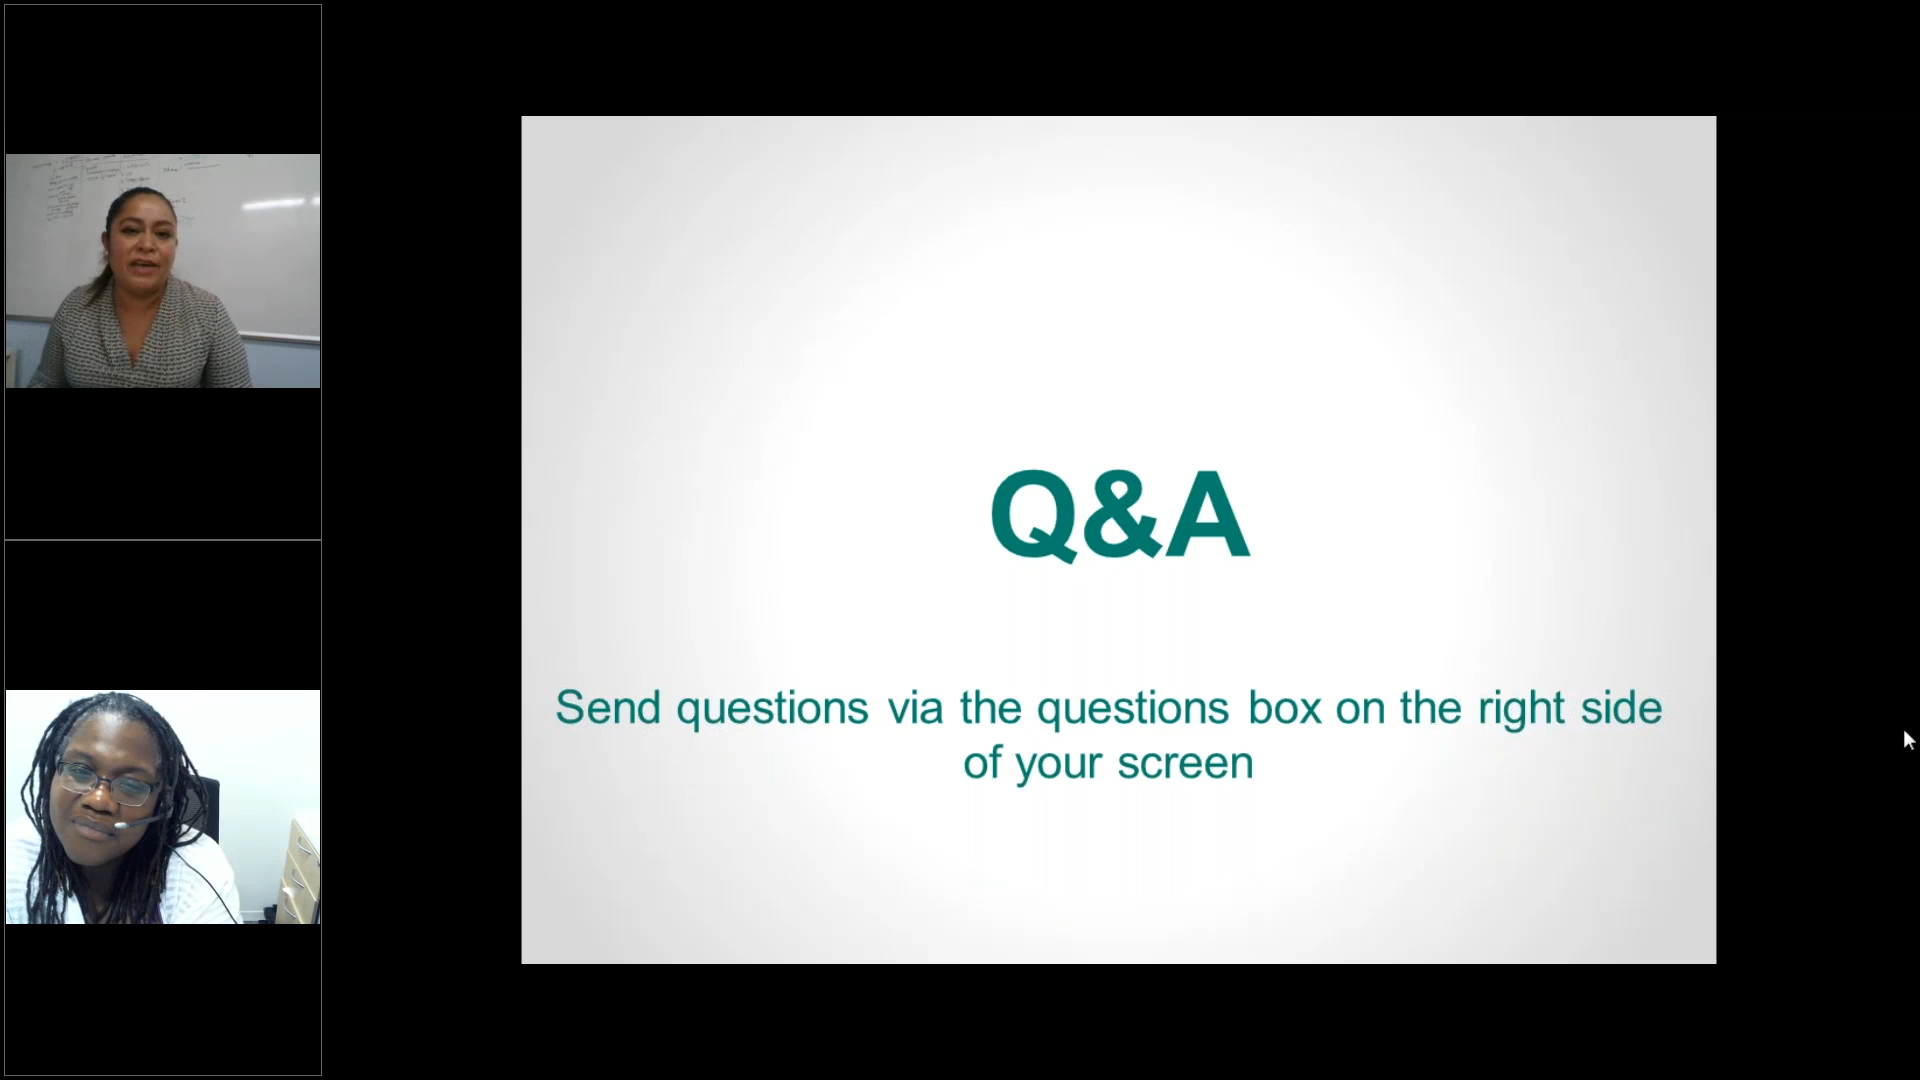 Q&A
Send questions via the questions box on the right side
of your screen